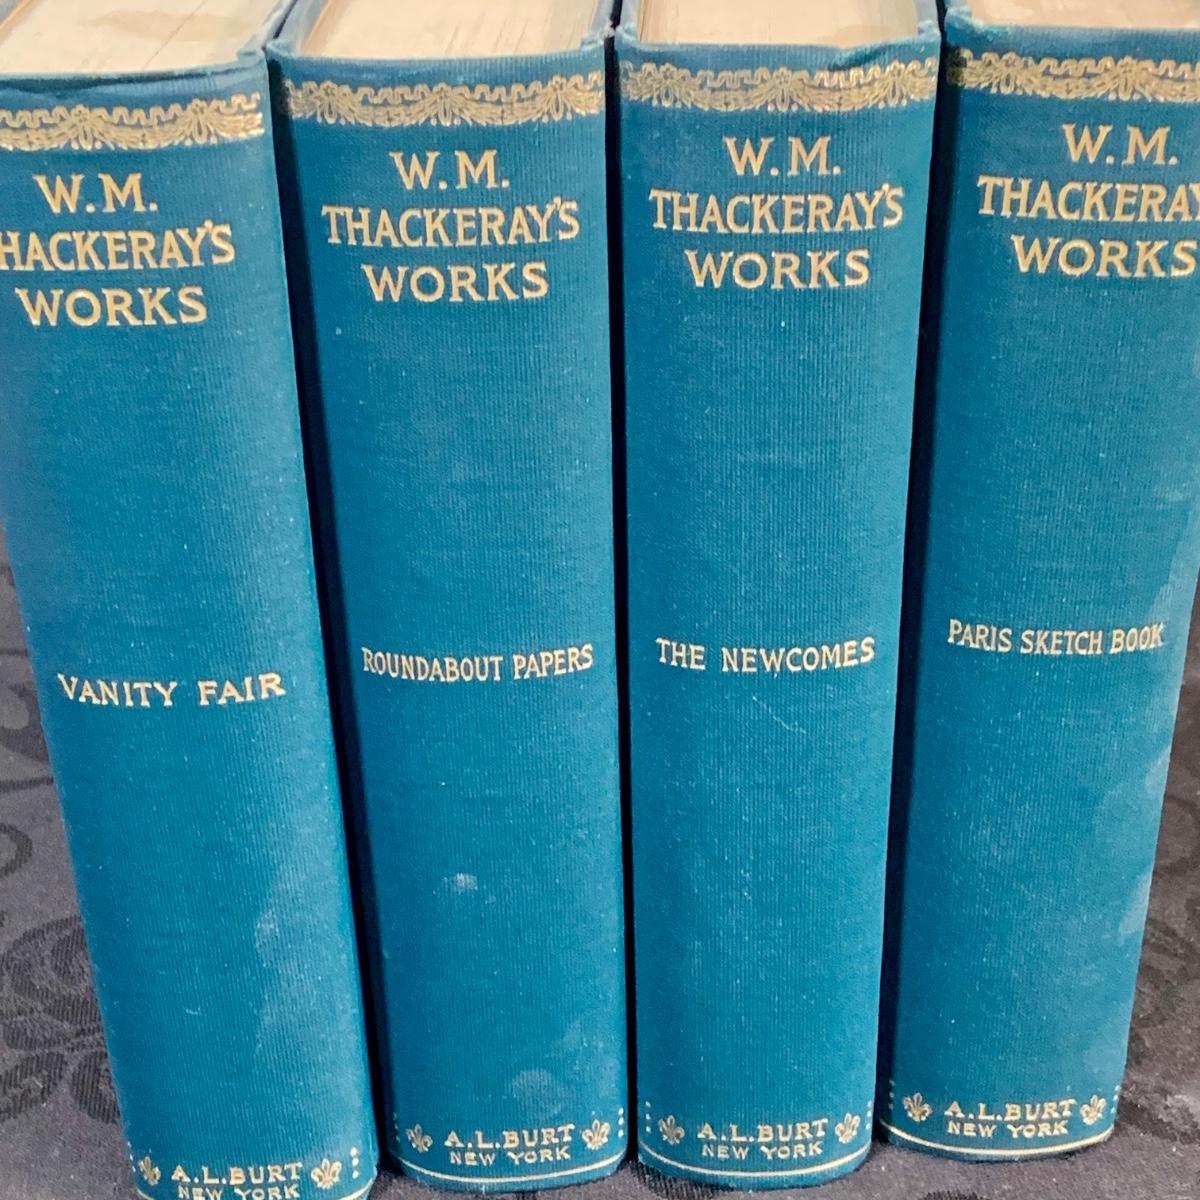 W.M.
HACKERAY'S
WORKS
VANITY FAIR
A.L.BURT
NEW YORK
W.M.
THACKERAY'S
WORKS
ROUNDABOUT PAPERS
A.L.BURT
NEW YORK
W.M.
THACKERAY'S
WORKS
THE NEWCOMES
A.L.BURT
NEW YORK
W.M.
THACKERAY
WORKS
PARIS SKETCH BOOK
A.L.BURT
NEW YORK